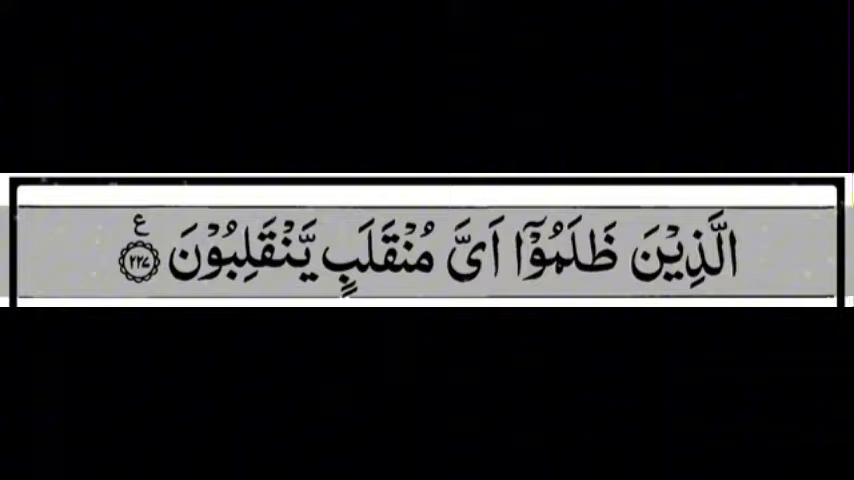 الَّذِيْنَ ظَلَمُوْۤا اَىَّ مُنْقَلَبٍ يَّنْقَلِبُوْنَ ۲۲۷ ع